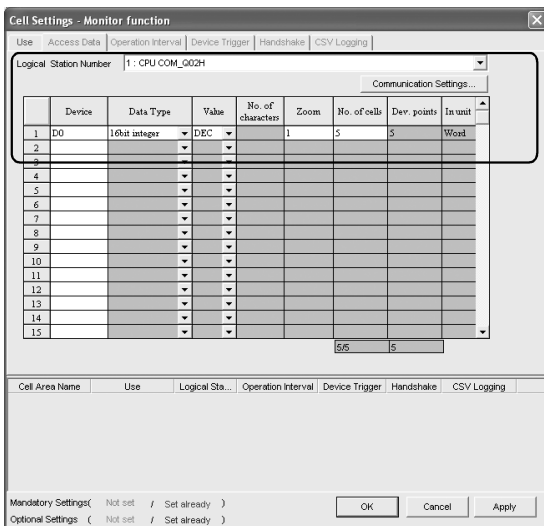 Cell Settings - Monitor function
Use Access Data Operation Interval Device Trigger Handshake CSV Logging
Logical Station Number 1 : CPU COM_Q02H
Communication Settings...
Device Data Type Value No. of characters Zoom No. of cells Dev. points In unit
1 D0 16bit integer DEC 1 5 5 Word
2
3
4
5
6
7
8
9
10
11
12
13
14
15
5/5 5
Cell Area Name Use Logical Sta... Operation Interval Device Trigger Handshake CSV Logging
Mandatory Settings( Not set / Set already )
Optional Settings ( Not set / Set already )
OK Cancel Apply